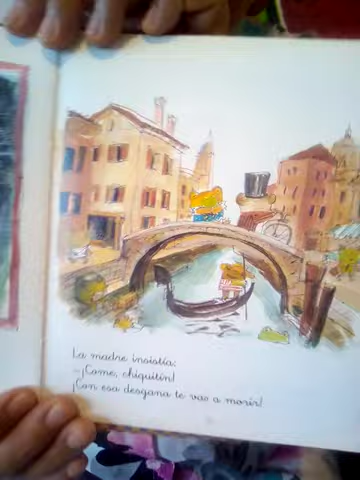 La madre insistía:
-¡Come, chiquitín!
¡Con esa desgana te vas a morir!